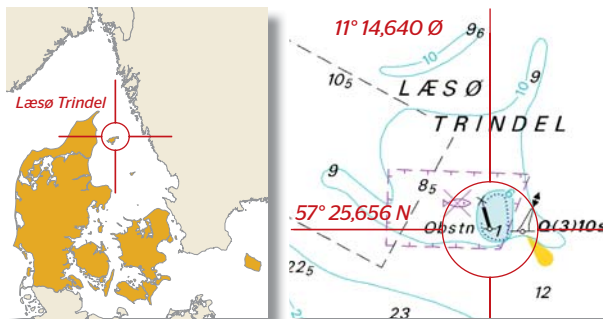 Læsø Trindel
11° 14,640 Ø
9₆
10
10₅
9
10
LÆSØ
TRINDEL
9
8₅
57° 25,656 N
Obstn
1
Q(3)10s
22₅
12
23